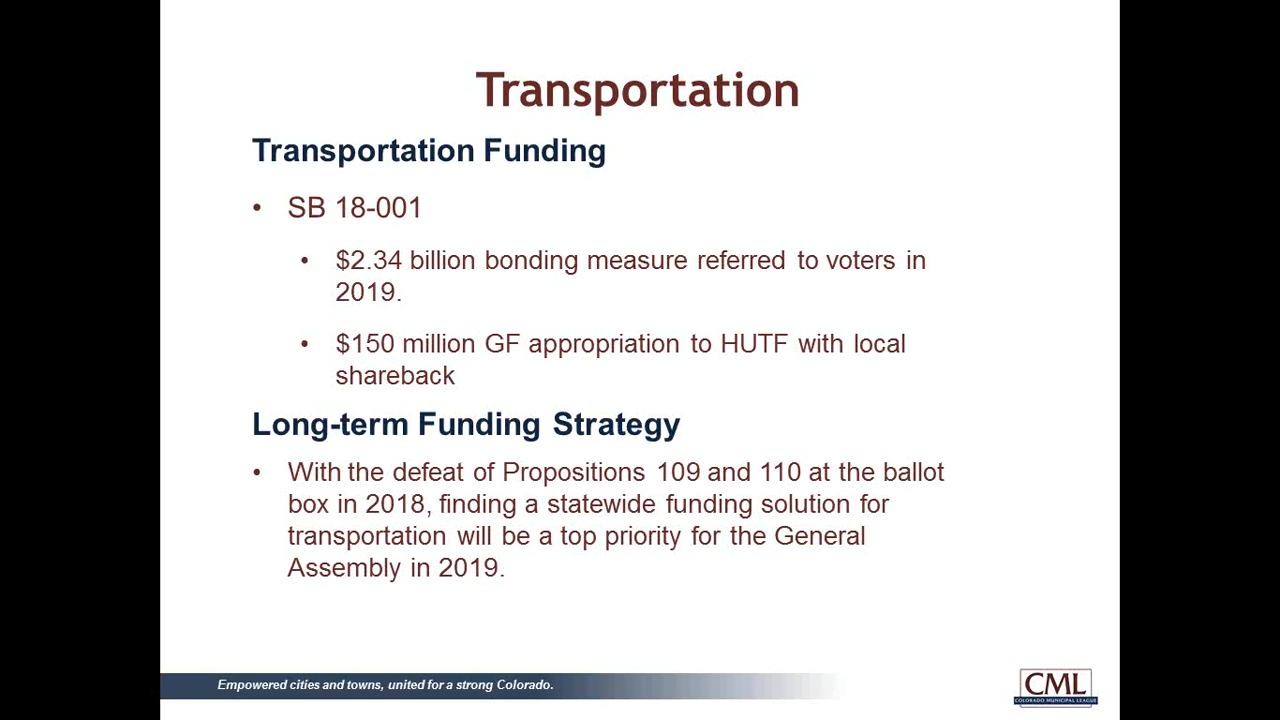 Transportation
Transportation Funding
• SB 18-001
• $2.34 billion bonding measure referred to voters in
2019.
• $150 million GF appropriation to HUTF with local
shareback
Long-term Funding Strategy
• With the defeat of Propositions 109 and 110 at the ballot
box in 2018, finding a statewide funding solution for
transportation will be a top priority for the General
Assembly in 2019.
Empowered cities and towns, united for a strong Colorado.
CML
COLORADO MUNICIPAL LEAGUE